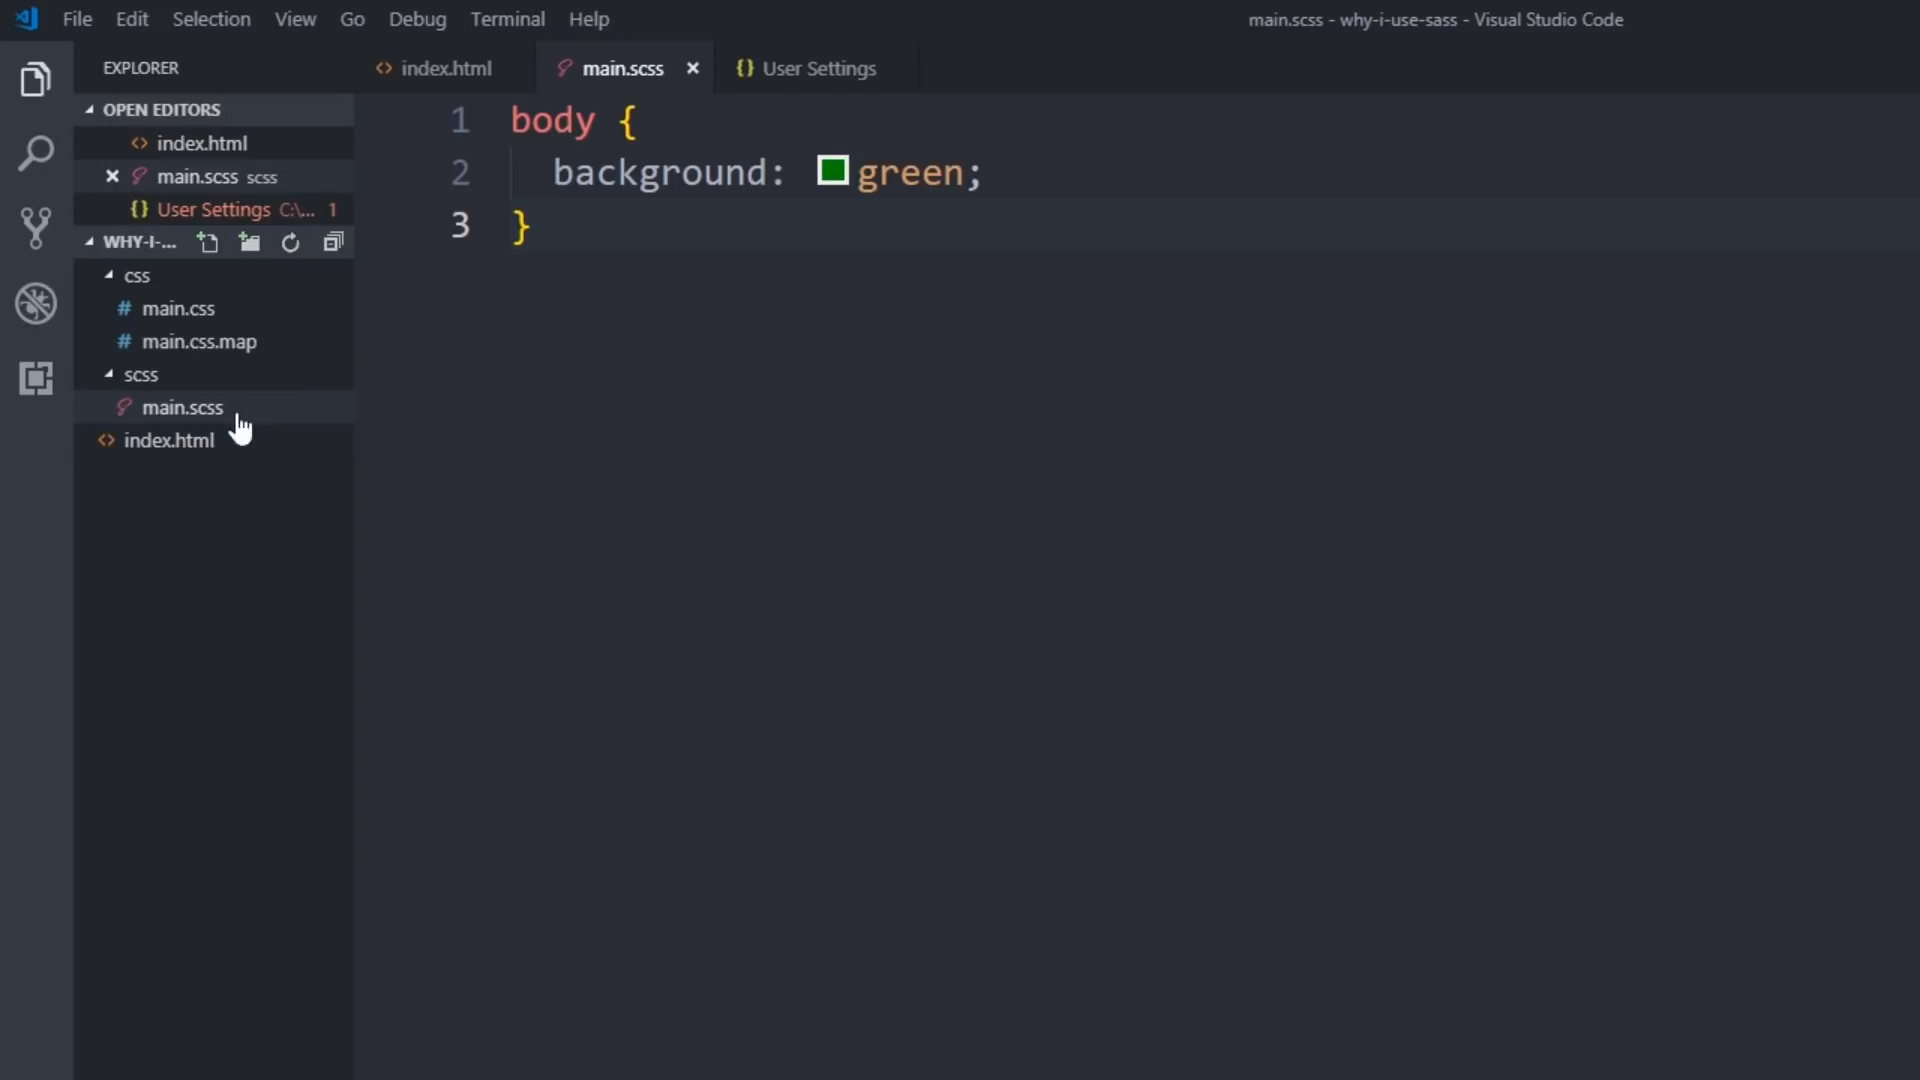 File Edit Selection View Go Debug Terminal Help
main.scss - why-i-use-sass - Visual Studio Code
EXPLORER
index.html
main.scss
User Settings
OPEN EDITORS
index.html
main.scss scss
User Settings C:\... 1
WHY-I-...
css
main.css
main.css.map
scss
main.scss
index.html
1 body {
2 background: green;
3 }